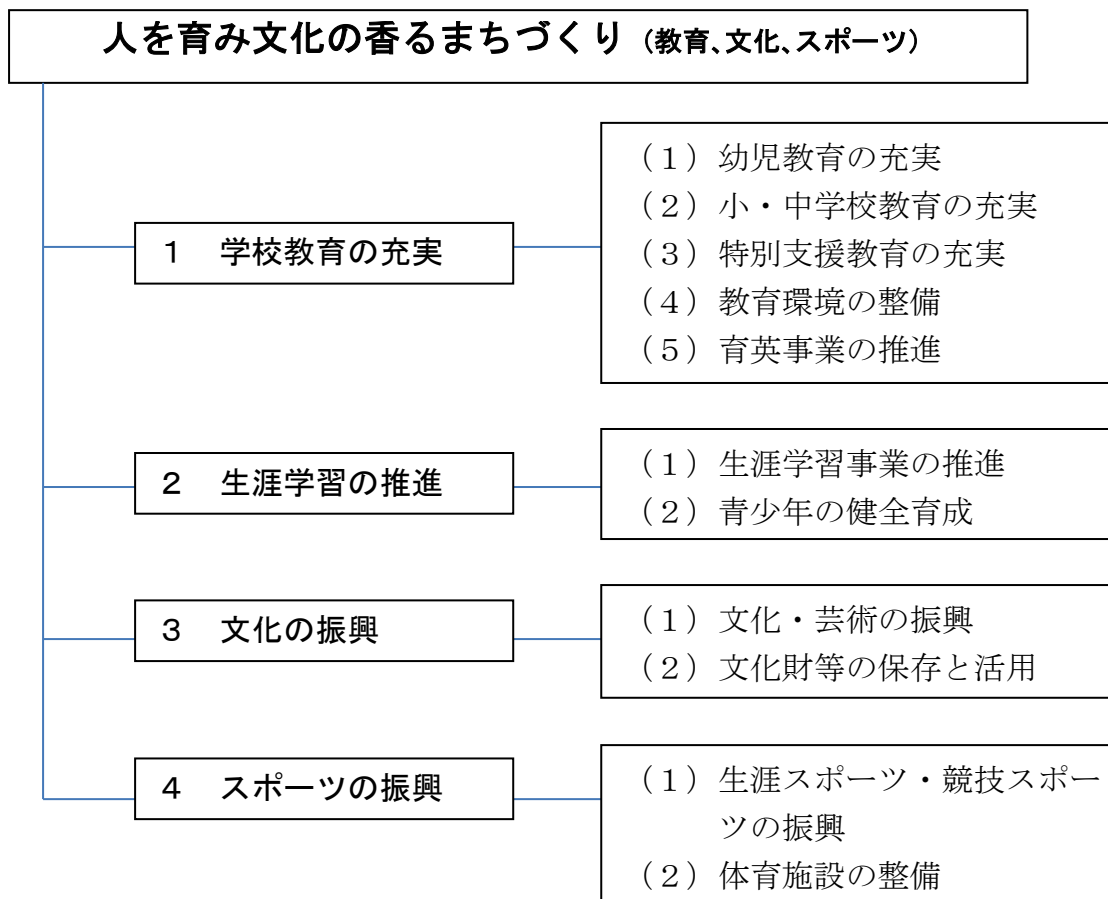 人を育み文化の香るまちづくり（教育、文化、スポーツ）
１　学校教育の充実
（１）幼児教育の充実
（２）小・中学校教育の充実
（３）特別支援教育の充実
（４）教育環境の整備
（５）育英事業の推進
２　生涯学習の推進
（１）生涯学習事業の推進
（２）青少年の健全育成
３　文化の振興
（１）文化・芸術の振興
（２）文化財等の保存と活用
４　スポーツの振興
（１）生涯スポーツ・競技スポー
ツの振興
（２）体育施設の整備